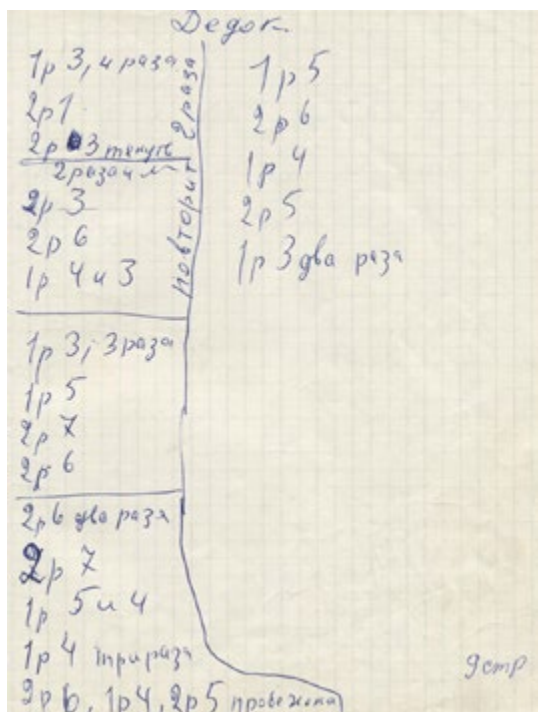 Дедок
1р 3, 4 раза
2р 1
2р 3 тянуть
2 раза и
2р 3
2р 6
1р 4 и 3
повторит 2 раза
1р 3, 3 раза
1р 5
2р 7
2р 6
2р 6 два раза
2р 7
1р 5 и 4
1р 4 три раза
2р 6, 1р 4, 2р 5
1р 5
2р 6
1р 4
2р 5
1р 3 два раза
9 стр